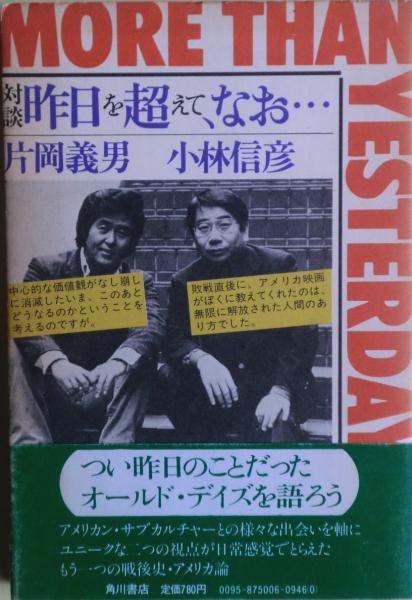 MORE THAN
YESTERDAY
対談
昨日を超えて、なお…
片岡義男 小林信彦
中心的な価値観がなし崩し
に消滅したいま、このあと
どうなるのかということを
考えるのですが。
敗戦直後に、アメリカ映画
がぼくに教えてくれたのは、
無限に解放された人間のあ
り方でした。
つい昨日のことだった
オールド・デイズを語ろう
アメリカン・サブカルチャーとの様々な出会いを軸に
ユニークな二つの視点が日常感覚でとらえた
もう一つの戦後史・アメリカ論
角川書店 定価780円 0095-875006-0946(0)